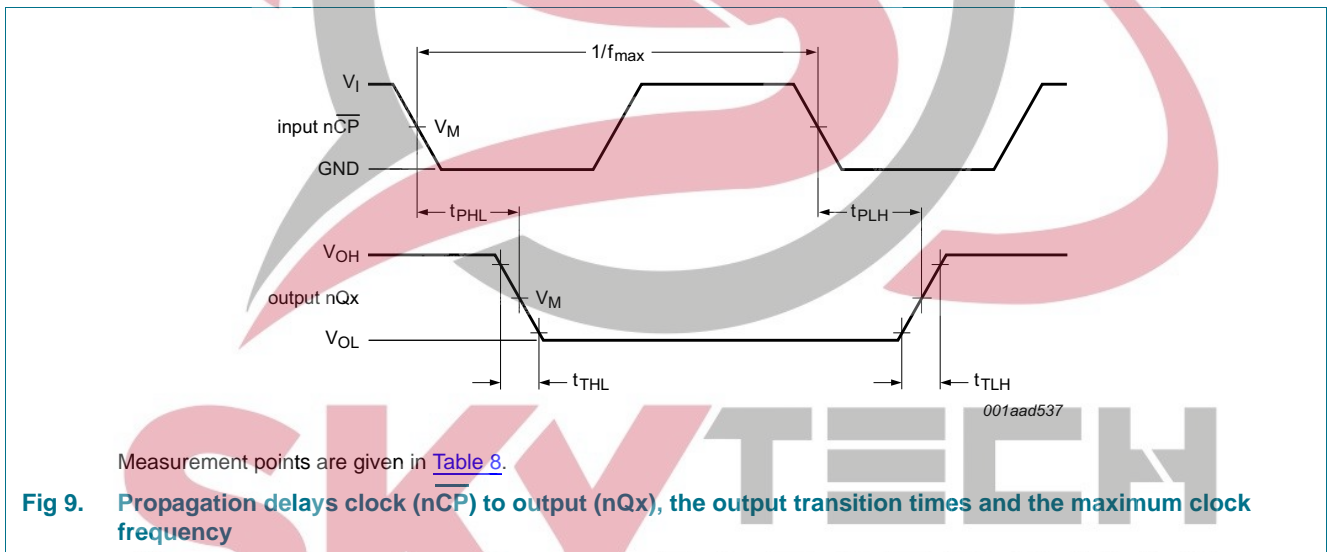 1/fmax
VI
input nC̅P̅
VM
GND
tPHL
tPLH
VOH
output nQx
VM
VOL
tTHL
tTLH
001aad537
SKYTECH
Measurement points are given in Table 8.
Fig 9. Propagation delays clock (nC̅P̅) to output (nQx), the output transition times and the maximum clock
frequency